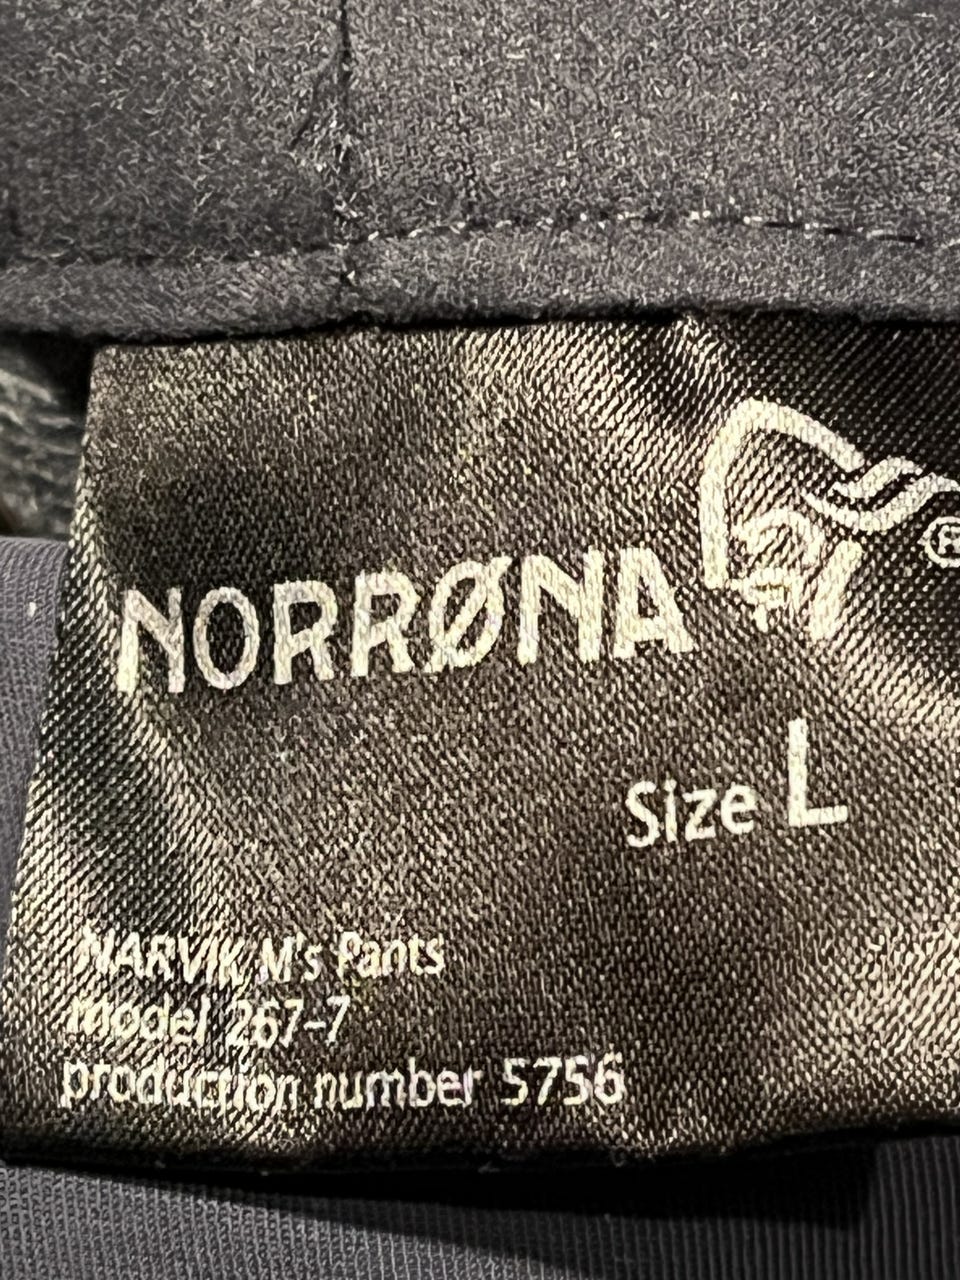 NORRØNA
®
Size L
NARVIK M's Pants
model 267-7
production number 5756